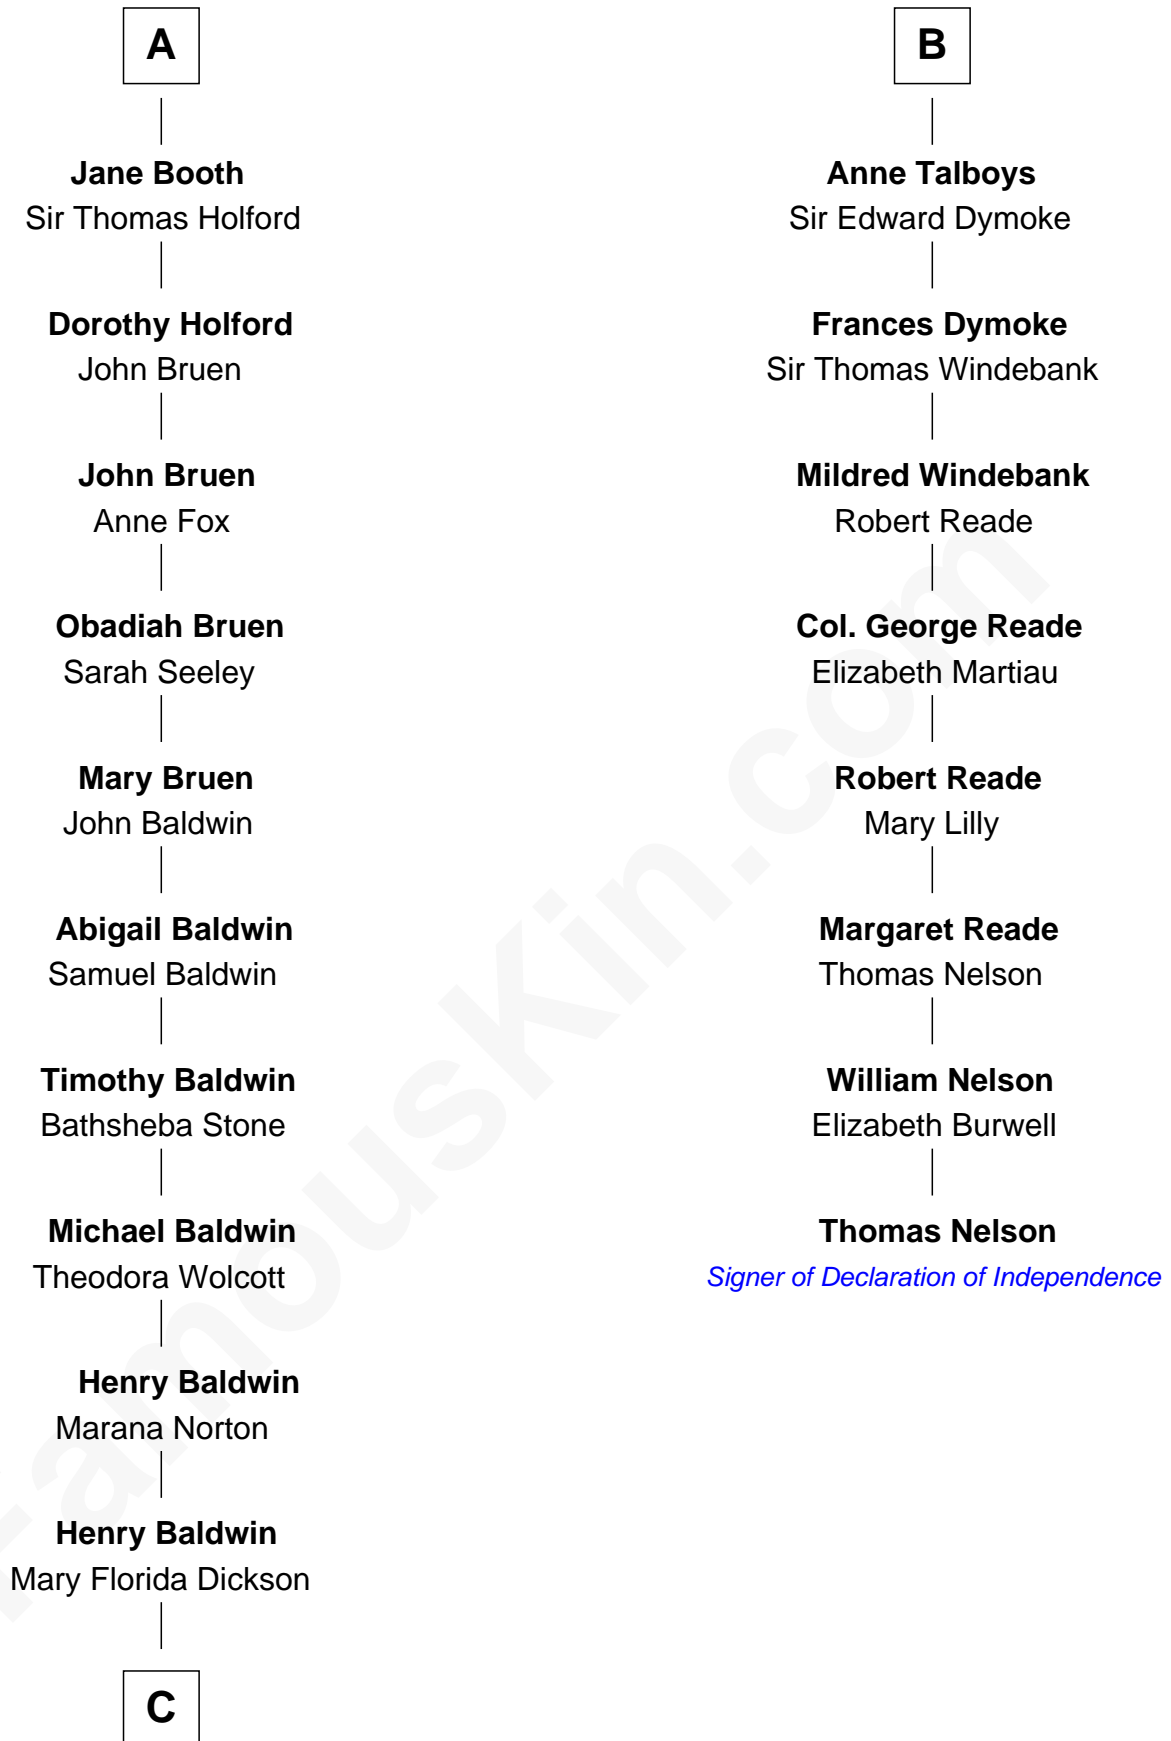 A
Jane Booth
Sir Thomas Holford
Dorothy Holford
John Bruen
John Bruen
Anne Fox
Obadiah Bruen
Sarah Seeley
Mary Bruen
John Baldwin
Abigail Baldwin
Samuel Baldwin
Timothy Baldwin
Bathsheba Stone
Michael Baldwin
Theodora Wolcott
Henry Baldwin
Marana Norton
Henry Baldwin
Mary Florida Dickson
C
B
Anne Talboys
Sir Edward Dymoke
Frances Dymoke
Sir Thomas Windebank
Mildred Windebank
Robert Reade
Col. George Reade
Elizabeth Martiau
Robert Reade
Mary Lilly
Margaret Reade
Thomas Nelson
William Nelson
Elizabeth Burwell
Thomas Nelson
Signer of Declaration of Independence
FamousKin.com